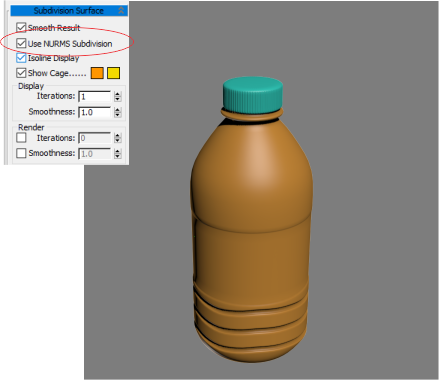 Subdivision Surface
Smooth Result
Use NURMS Subdivision
Isoline Display
Show Cage......
Display
Iterations: 1
Smoothness: 1.0
Render
Iterations: 0
Smoothness: 1.0